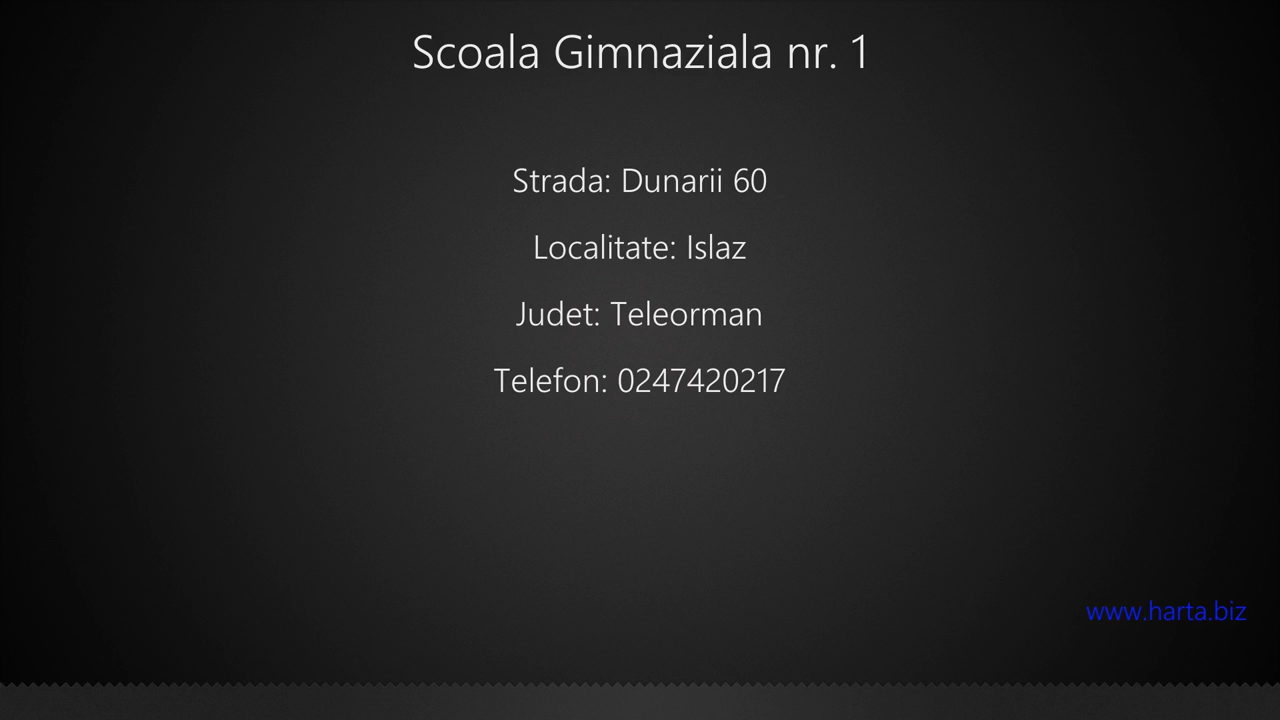 Scoala Gimnaziala nr. 1
Strada: Dunarii 60
Localitate: Islaz
Judet: Teleorman
Telefon: 0247420217
www.harta.biz